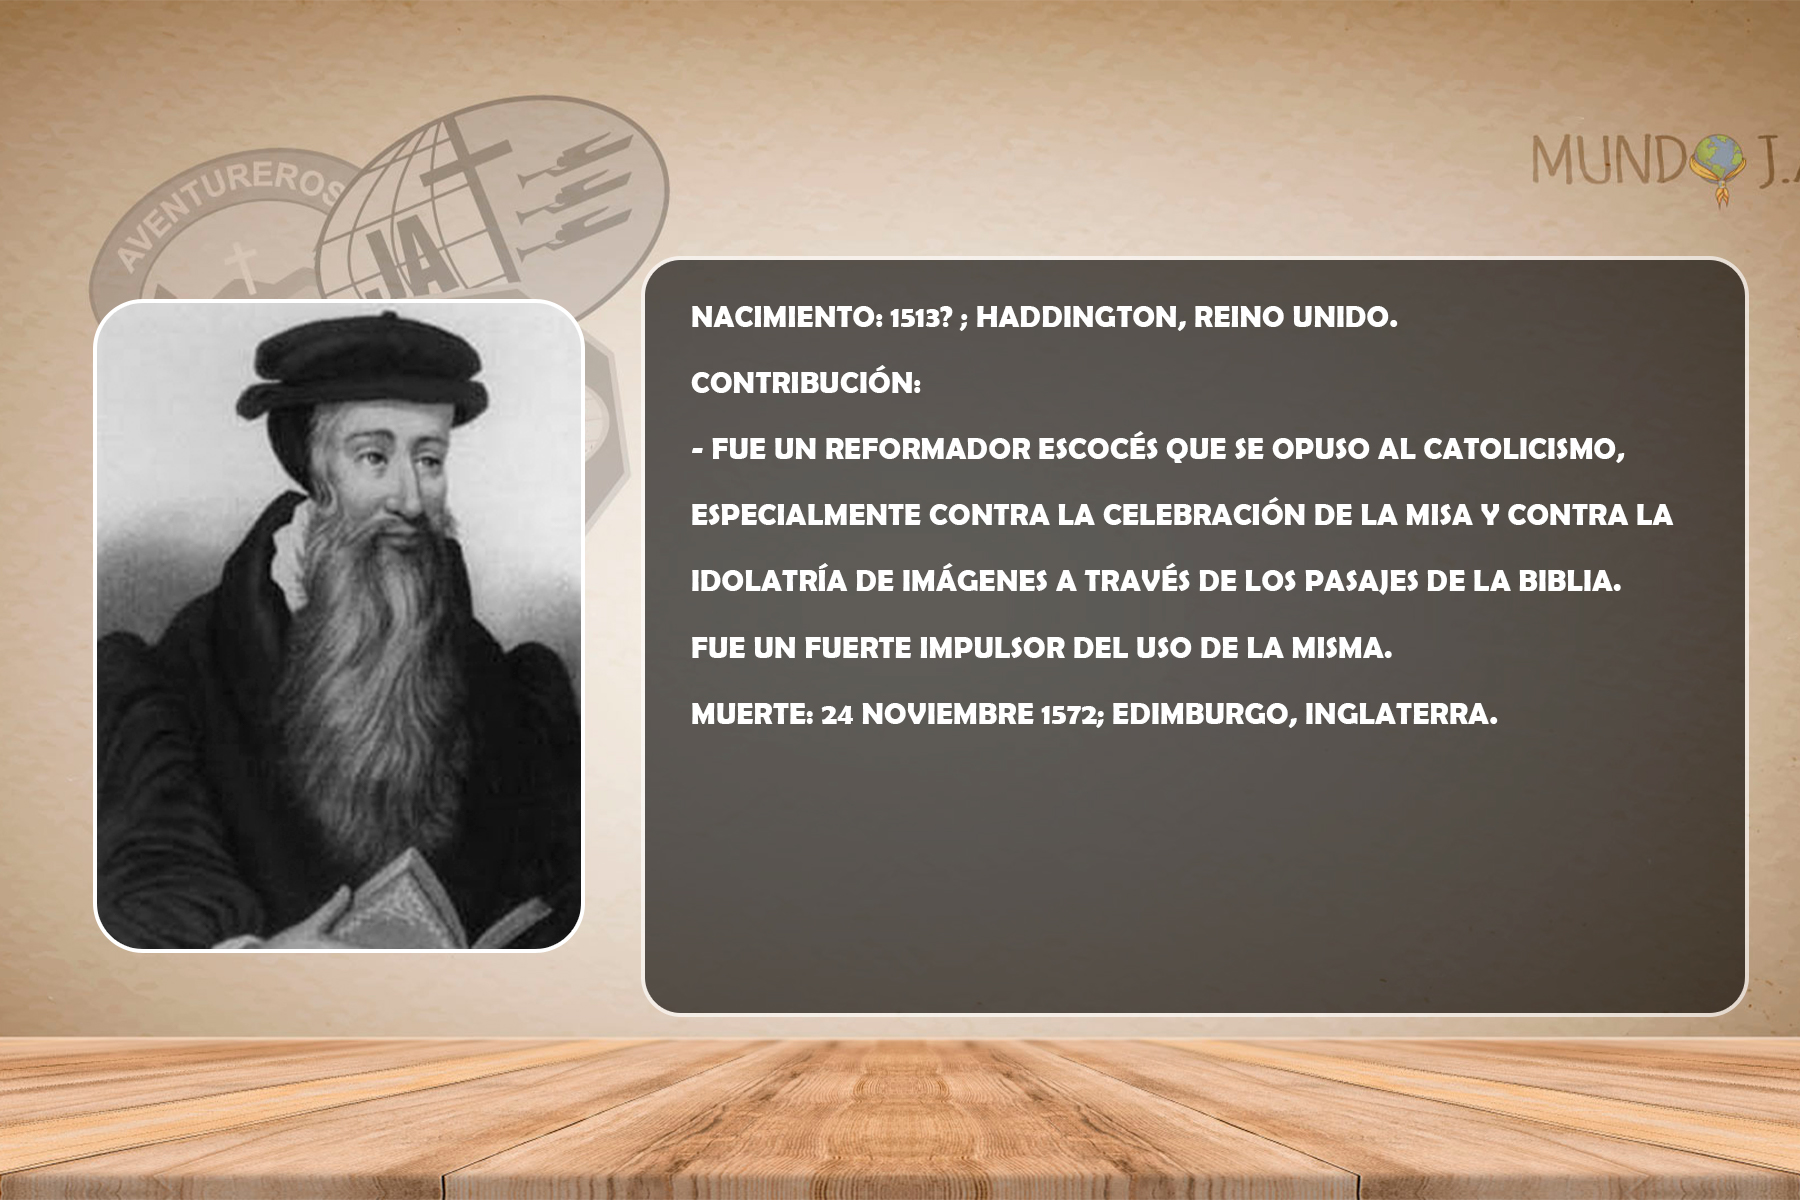 AVENTUREROS
JA
MUNDO J.A
NACIMIENTO: 1513? ; HADDINGTON, REINO UNIDO.
CONTRIBUCIÓN:
- FUE UN REFORMADOR ESCOCÉS QUE SE OPUSO AL CATOLICISMO,
ESPECIALMENTE CONTRA LA CELEBRACIÓN DE LA MISA Y CONTRA LA
IDOLATRÍA DE IMÁGENES A TRAVÉS DE LOS PASAJES DE LA BIBLIA.
FUE UN FUERTE IMPULSOR DEL USO DE LA MISMA.
MUERTE: 24 NOVIEMBRE 1572; EDIMBURGO, INGLATERRA.